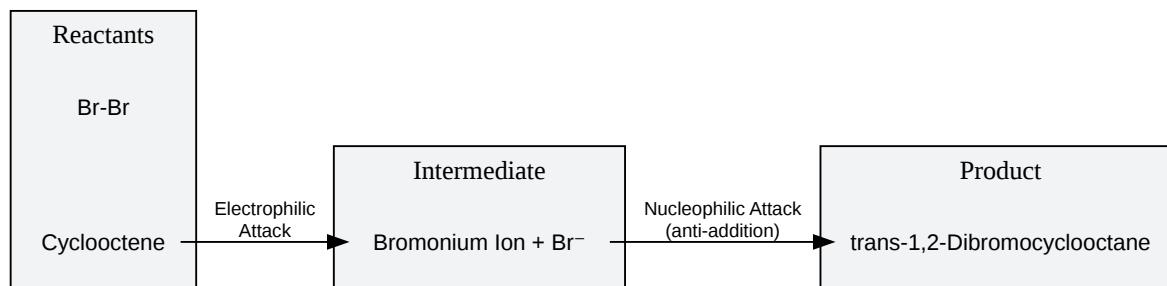 Reactants
Br-Br
Cyclooctene
Electrophilic
Attack
Intermediate
Bromonium Ion + Br⁻
Nucleophilic Attack
(anti-addition)
Product
trans-1,2-Dibromocyclooctane